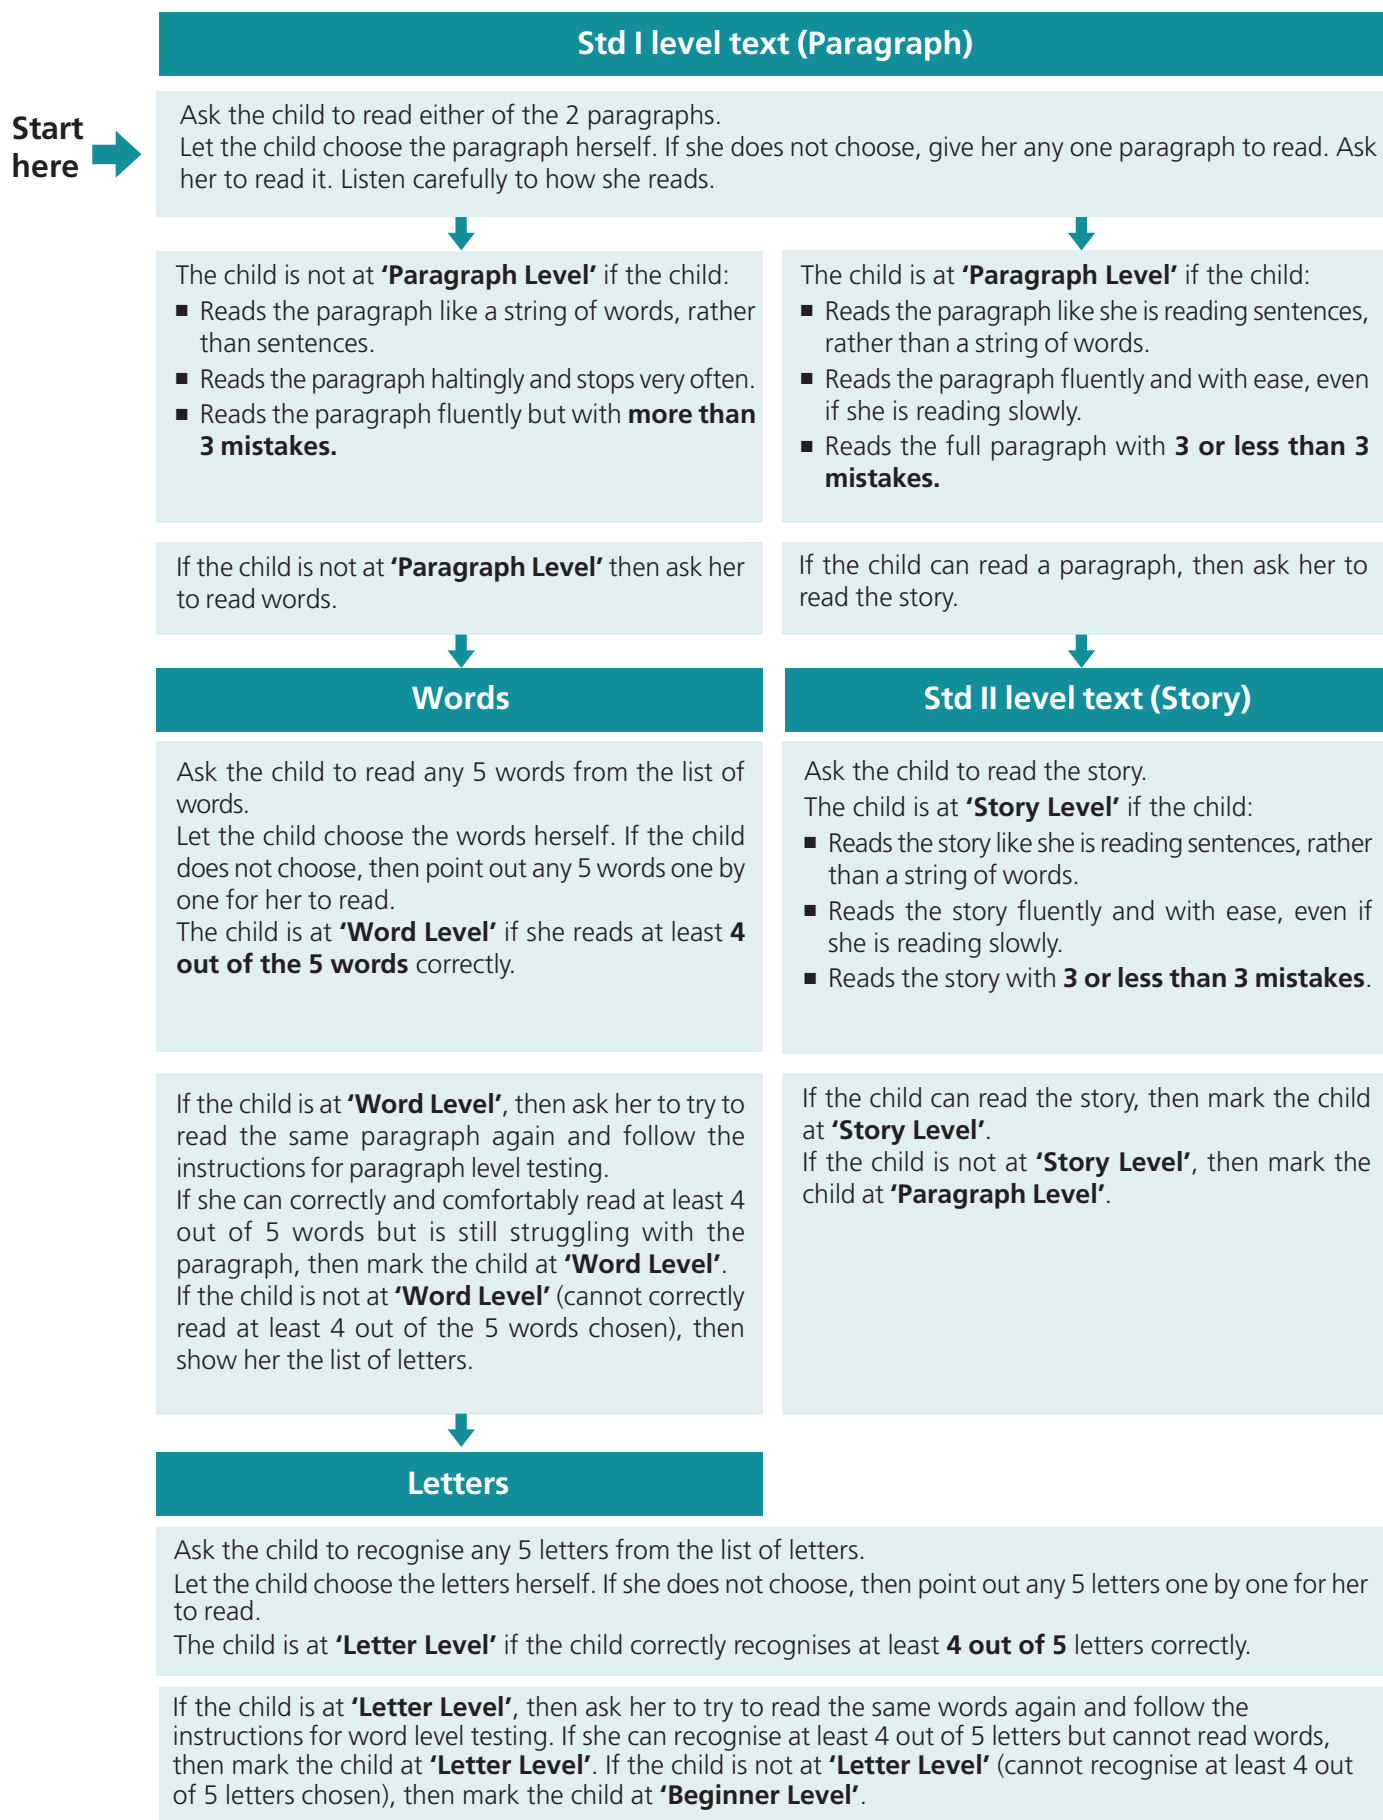 Std I level text (Paragraph)
Start
here
Ask the child to read either of the 2 paragraphs.
Let the child choose the paragraph herself. If she does not choose, give her any one paragraph to read. Ask
her to read it. Listen carefully to how she reads.
The child is not at ‘Paragraph Level’ if the child:
■ Reads the paragraph like a string of words, rather
than sentences.
■ Reads the paragraph haltingly and stops very often.
■ Reads the paragraph fluently but with more than
3 mistakes.
The child is at ‘Paragraph Level’ if the child:
■ Reads the paragraph like she is reading sentences,
rather than a string of words.
■ Reads the paragraph fluently and with ease, even
if she is reading slowly.
■ Reads the full paragraph with 3 or less than 3
mistakes.
If the child is not at ‘Paragraph Level’ then ask her
to read words.
If the child can read a paragraph, then ask her to
read the story.
Words
Ask the child to read any 5 words from the list of
words.
Let the child choose the words herself. If the child
does not choose, then point out any 5 words one by
one for her to read.
The child is at ‘Word Level’ if she reads at least 4
out of the 5 words correctly.
Std II level text (Story)
Ask the child to read the story.
The child is at ‘Story Level’ if the child:
■ Reads the story like she is reading sentences, rather
than a string of words.
■ Reads the story fluently and with ease, even if
she is reading slowly.
■ Reads the story with 3 or less than 3 mistakes.
If the child is at ‘Word Level’, then ask her to try to
read the same paragraph again and follow the
instructions for paragraph level testing.
If she can correctly and comfortably read at least 4
out of 5 words but is still struggling with the
paragraph, then mark the child at ‘Word Level’.
If the child is not at ‘Word Level’ (cannot correctly
read at least 4 out of the 5 words chosen), then
show her the list of letters.
If the child can read the story, then mark the child
at ‘Story Level’.
If the child is not at ‘Story Level’, then mark the
child at ‘Paragraph Level’.
Letters
Ask the child to recognise any 5 letters from the list of letters.
Let the child choose the letters herself. If she does not choose, then point out any 5 letters one by one for her
to read.
The child is at ‘Letter Level’ if the child correctly recognises at least 4 out of 5 letters correctly.
If the child is at ‘Letter Level’, then ask her to try to read the same words again and follow the
instructions for word level testing. If she can recognise at least 4 out of 5 letters but cannot read words,
then mark the child at ‘Letter Level’. If the child is not at ‘Letter Level’ (cannot recognise at least 4 out
of 5 letters chosen), then mark the child at ‘Beginner Level’.